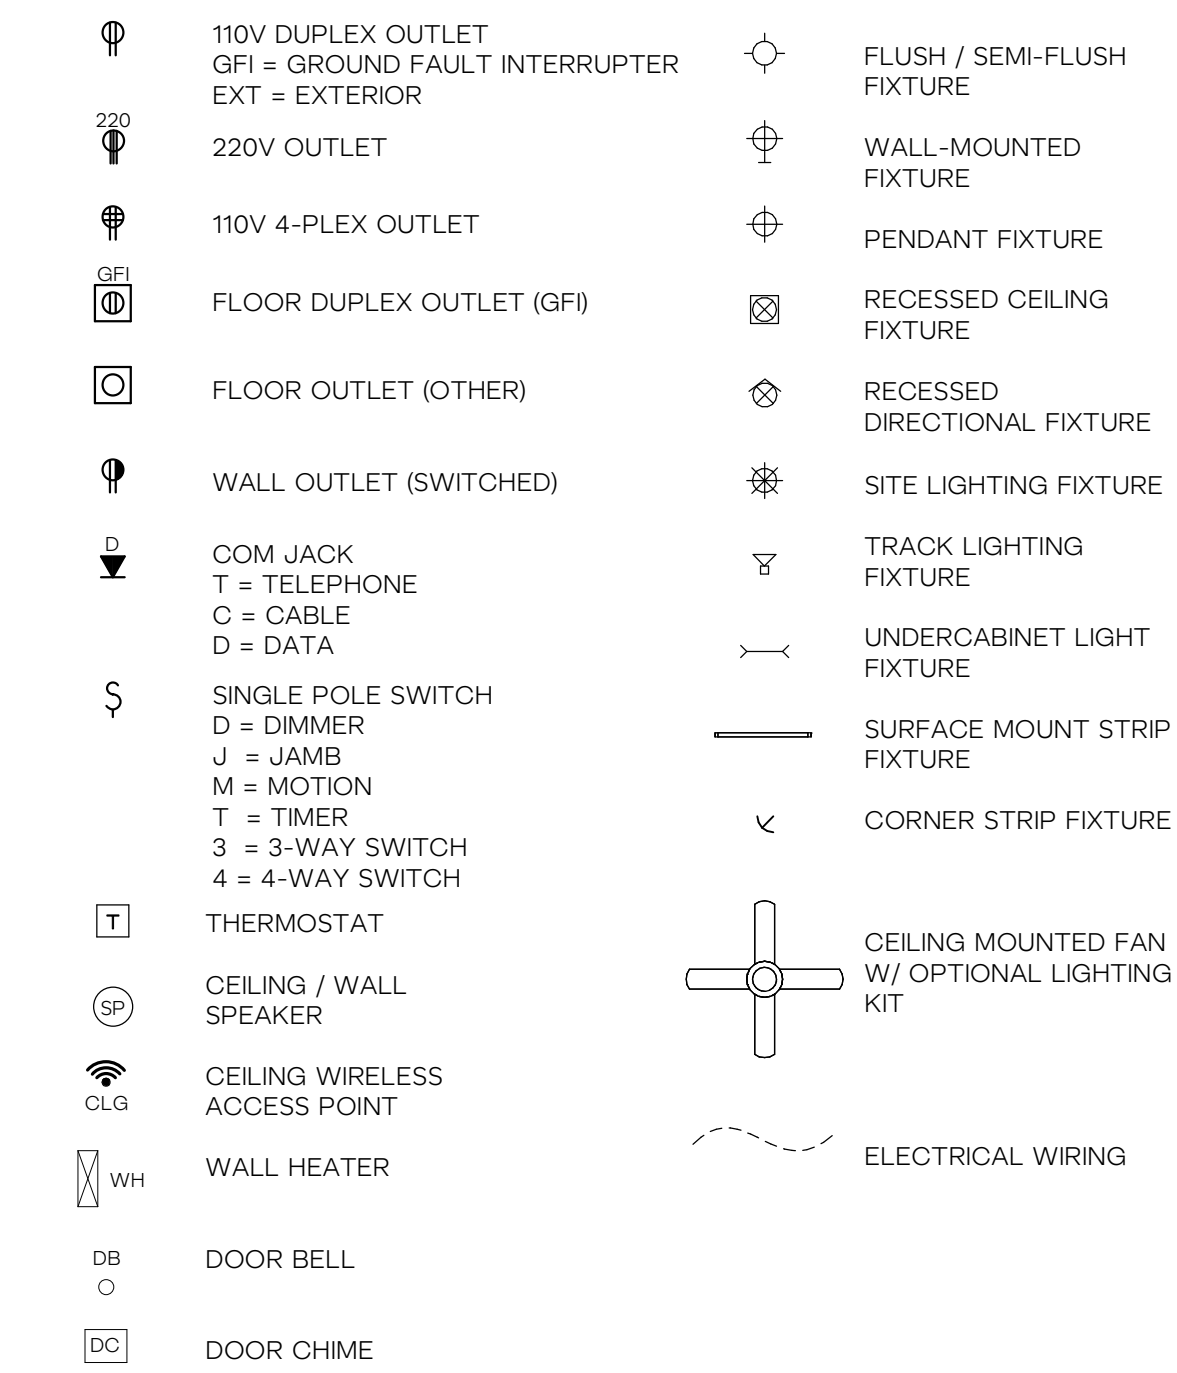 110V DUPLEX OUTLET
GFI = GROUND FAULT INTERRUPTER
EXT = EXTERIOR
220
220V OUTLET
110V 4-PLEX OUTLET
GFI
FLOOR DUPLEX OUTLET (GFI)
FLOOR OUTLET (OTHER)
WALL OUTLET (SWITCHED)
D
COM JACK
T = TELEPHONE
C = CABLE
D = DATA
SINGLE POLE SWITCH
D = DIMMER
J = JAMB
M = MOTION
T = TIMER
3 = 3-WAY SWITCH
4 = 4-WAY SWITCH
T
THERMOSTAT
SP
CEILING / WALL
SPEAKER
CLG
CEILING WIRELESS
ACCESS POINT
WH
WALL HEATER
DB
DOOR BELL
DC
DOOR CHIME
FLUSH / SEMI-FLUSH
FIXTURE
WALL-MOUNTED
FIXTURE
PENDANT FIXTURE
RECESSED CEILING
FIXTURE
RECESSED
DIRECTIONAL FIXTURE
SITE LIGHTING FIXTURE
TRACK LIGHTING
FIXTURE
UNDERCABINET LIGHT
FIXTURE
SURFACE MOUNT STRIP
FIXTURE
CORNER STRIP FIXTURE
CEILING MOUNTED FAN
W/ OPTIONAL LIGHTING
KIT
ELECTRICAL WIRING